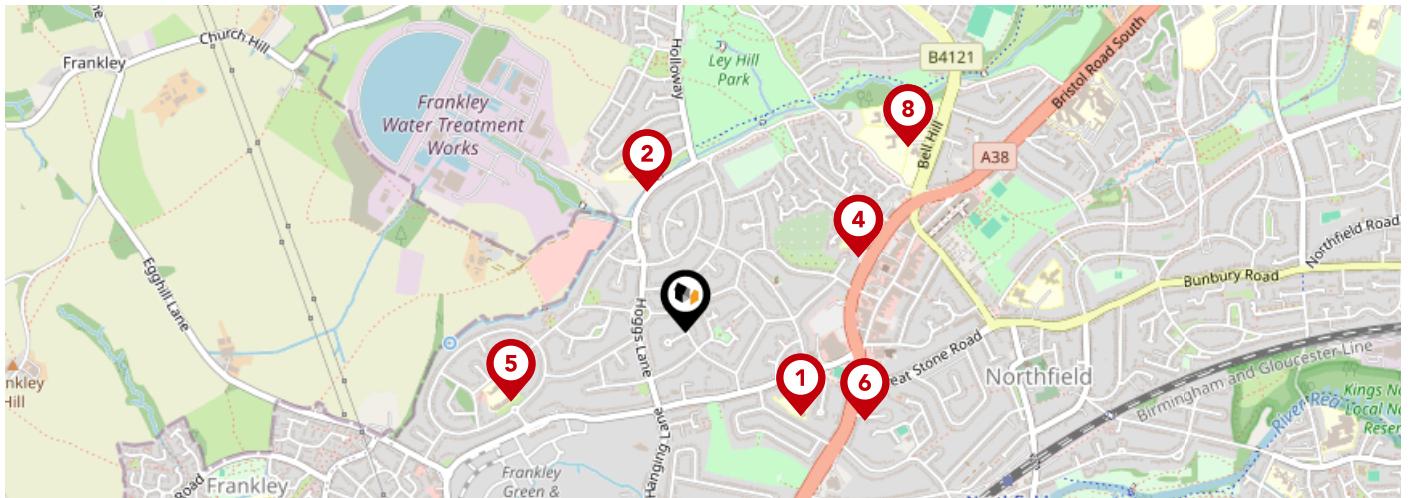 ne
Church Hill
Frankley
Frankley
Water Treatment
Works
Holloway
Ley Hill
Park
B4121
Bristol Road South
8
Bell Hill
A38
2
4
Northfield Road
Bunbury Road
Egghill Lane
Hoggs Lane
5
1
6
eat Stone Road
Northfield
Birmingham and Gloucester Line
nkley
Hill
Kings No
Local Na
Reser
River Rea
Hanging Lane
Frankley
Green &
Road
Frankley